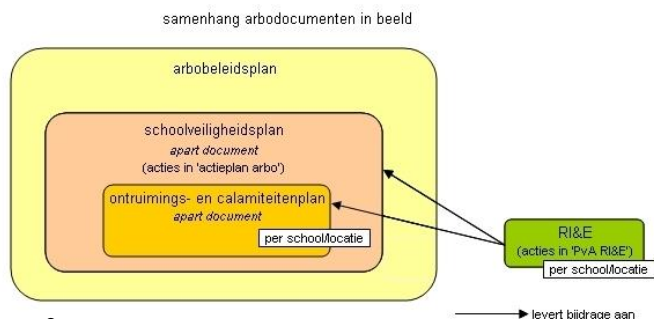 samenhang arbodocumenten in beeld
arbobeleidsplan
schoolveiligheidsplan
apart document
(acties in 'actieplan arbo')
ontruimings- en calamiteitenplan
apart document
per school/locatie
RI&E
(acties in 'PvA RI&E')
per school/locatie
levert bijdrage aan